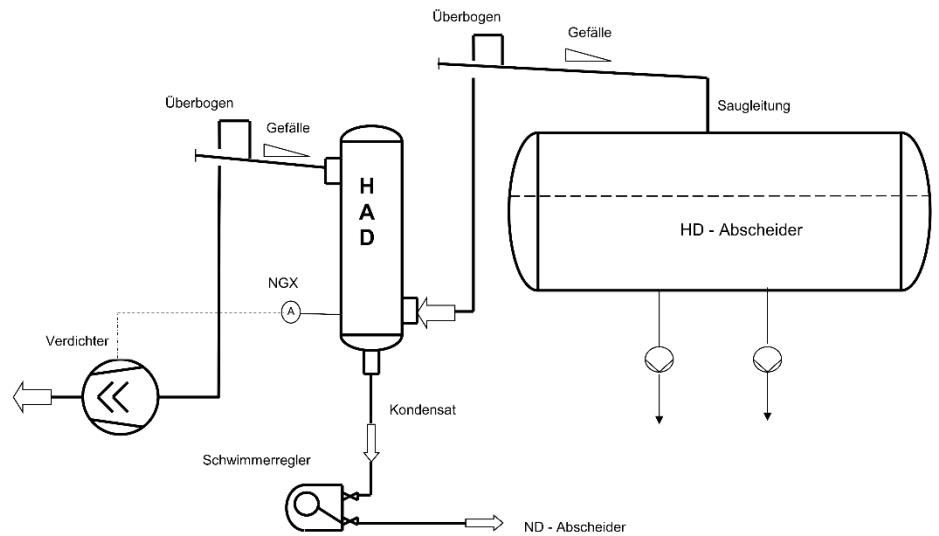 Überbogen
Gefälle
Überbogen
Gefälle
Saugleitung
H
A
D
HD - Abscheider
NGX
A
Verdichter
Kondensat
Schwimmerregler
ND - Abscheider